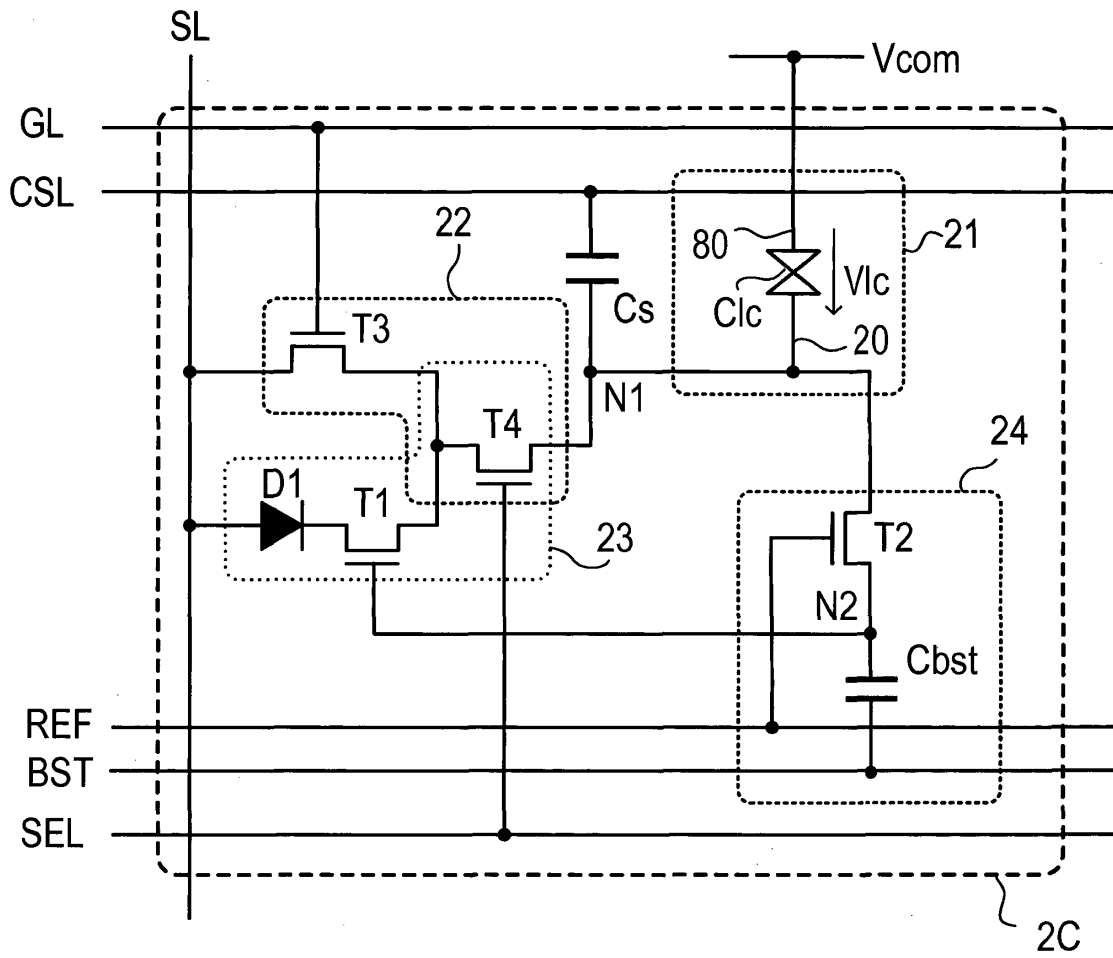 SL
Vcom
GL
CSL
22
80
21
Clc
Vlc
Cs
T3
20
N1
T4
24
D1
T1
T2
23
N2
Cbst
REF
BST
SEL
2C